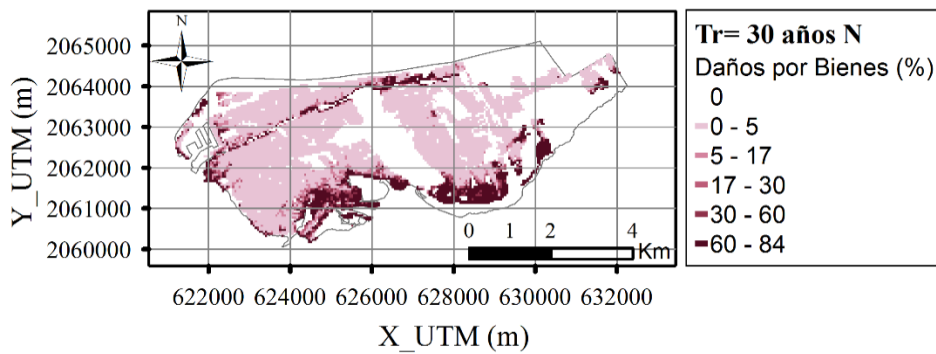 N
Y_UTM (m)
2065000
2064000
2063000
2062000
2061000
2060000
622000 624000 626000 628000 630000 632000
X_UTM (m)
0 1 2 4
Km
Tr= 30 años N
Daños por Bienes (%)
0
0 - 5
5 - 17
17 - 30
30 - 60
60 - 84